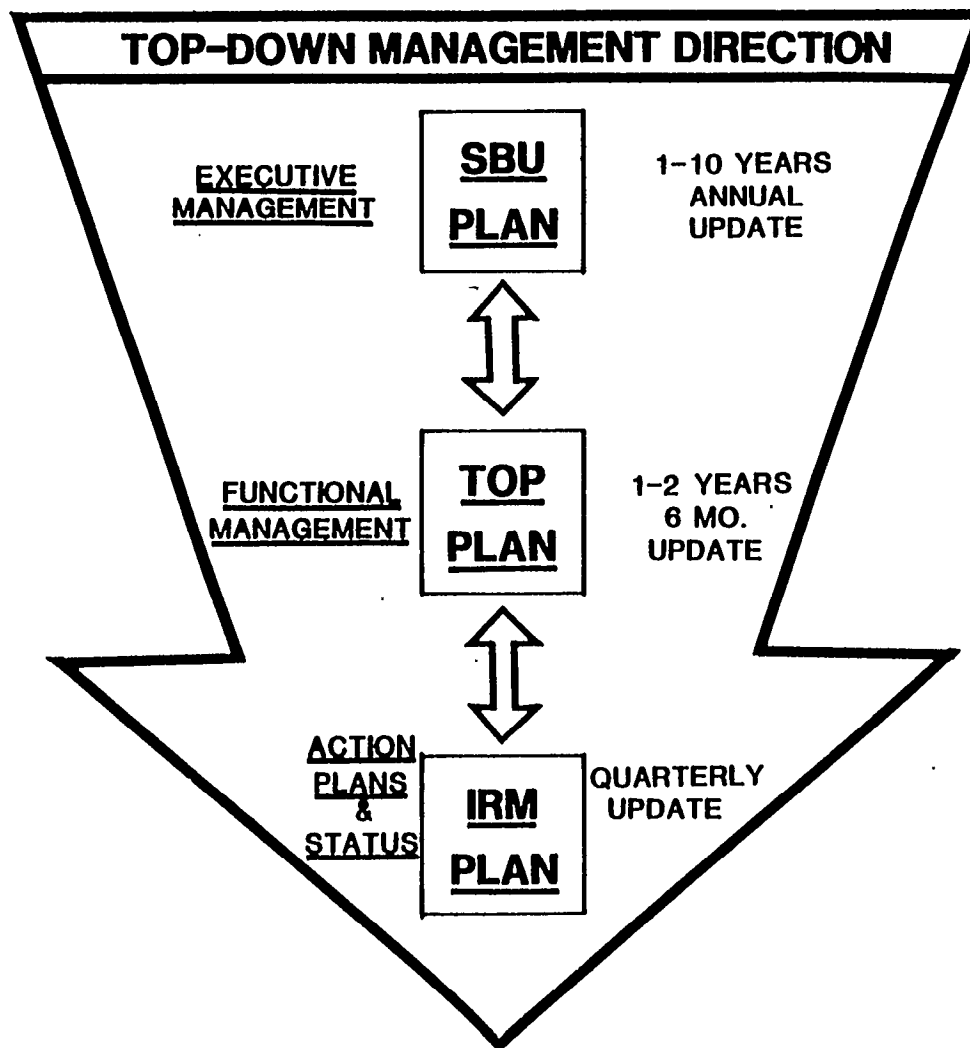 TOP-DOWN MANAGEMENT DIRECTION
EXECUTIVE
MANAGEMENT
SBU
PLAN
1-10 YEARS
ANNUAL
UPDATE
FUNCTIONAL
MANAGEMENT
TOP
PLAN
1-2 YEARS
6 MO.
UPDATE
ACTION
PLANS
&
STATUS
IRM
PLAN
QUARTERLY
UPDATE